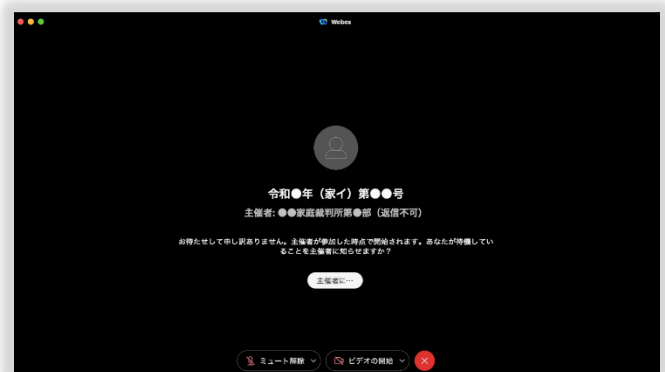 Webex
令和●年（家イ）第●●号
主催者: ●●家庭裁判所第●部（返信不可）
お待たせして申し訳ありません。主催者が参加した時点で開始されます。あなたが待機してい
ることを主催者に知らせますか？
主催者に…
ミュート解除 ビデオの開始